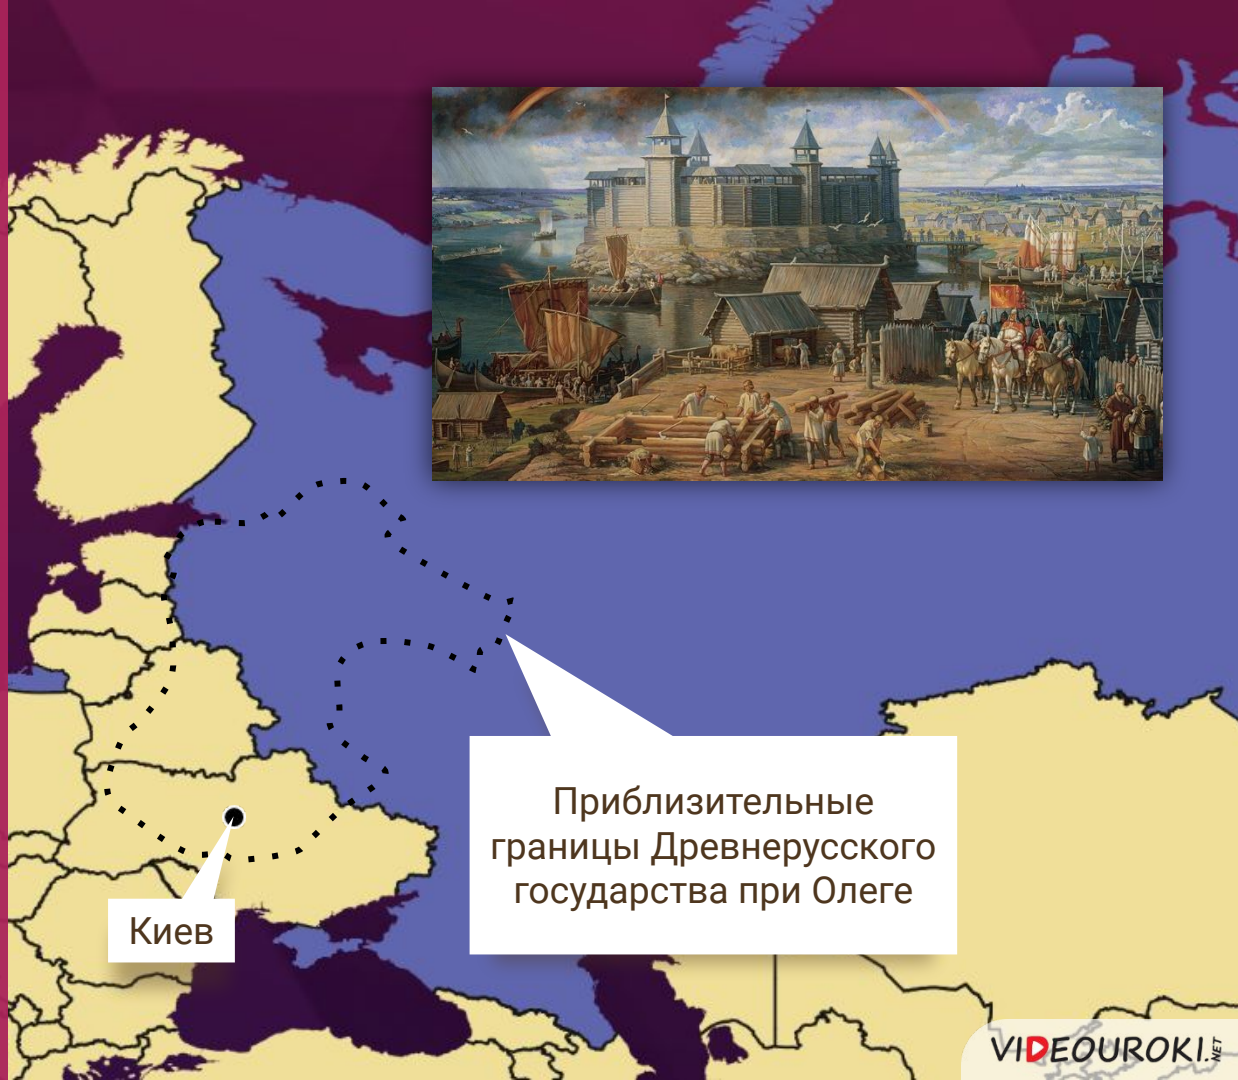 Приблизительные
границы Древнерусского
государства при Олеге
Киев
VIDEOUROKI.NET